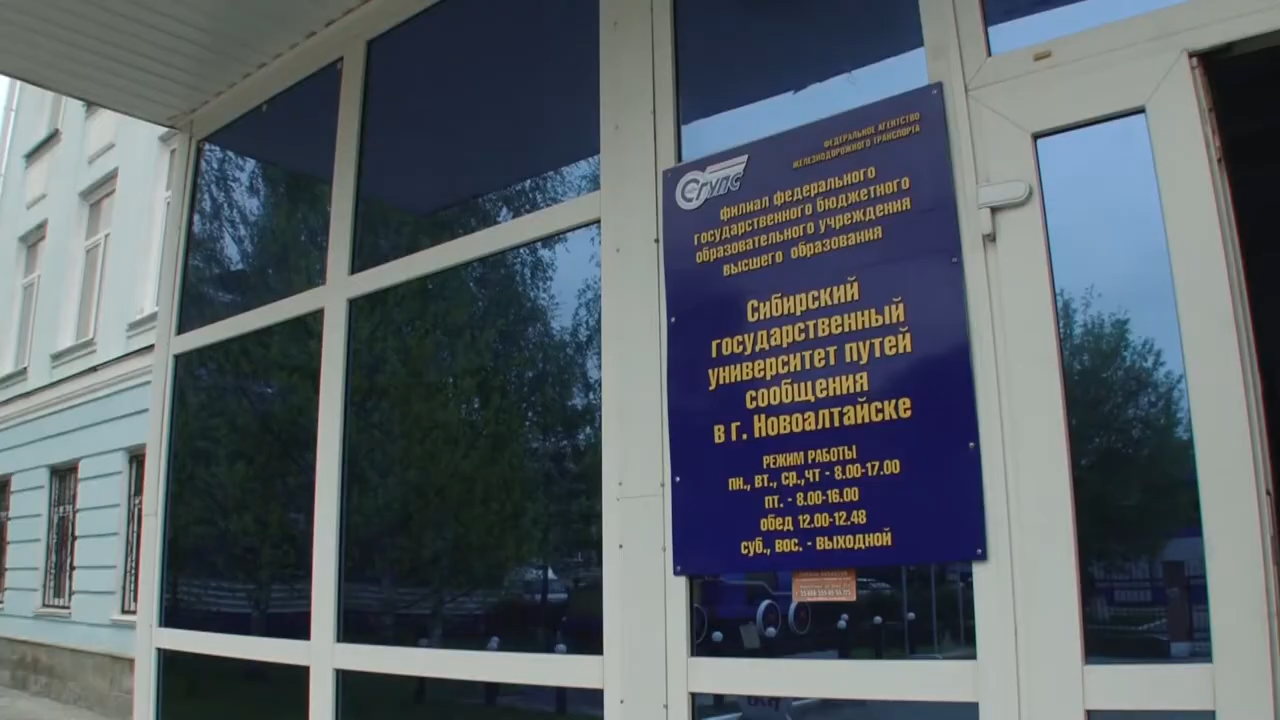 ФЕДЕРАЛЬНОЕ АГЕНТСТВО
ЖЕЛЕЗНОДОРОЖНОГО ТРАНСПОРТА
СГУПС
филиал федерального
государственного бюджетного
образовательного учреждения
высшего образования
Сибирский
государственный
университет путей
сообщения
в г. Новоалтайске
РЕЖИМ РАБОТЫ
пн., вт., ср.,чт - 8.00-17.00
пт. - 8.00-16.00
обед 12.00-12.48
суб., вос. - выходной